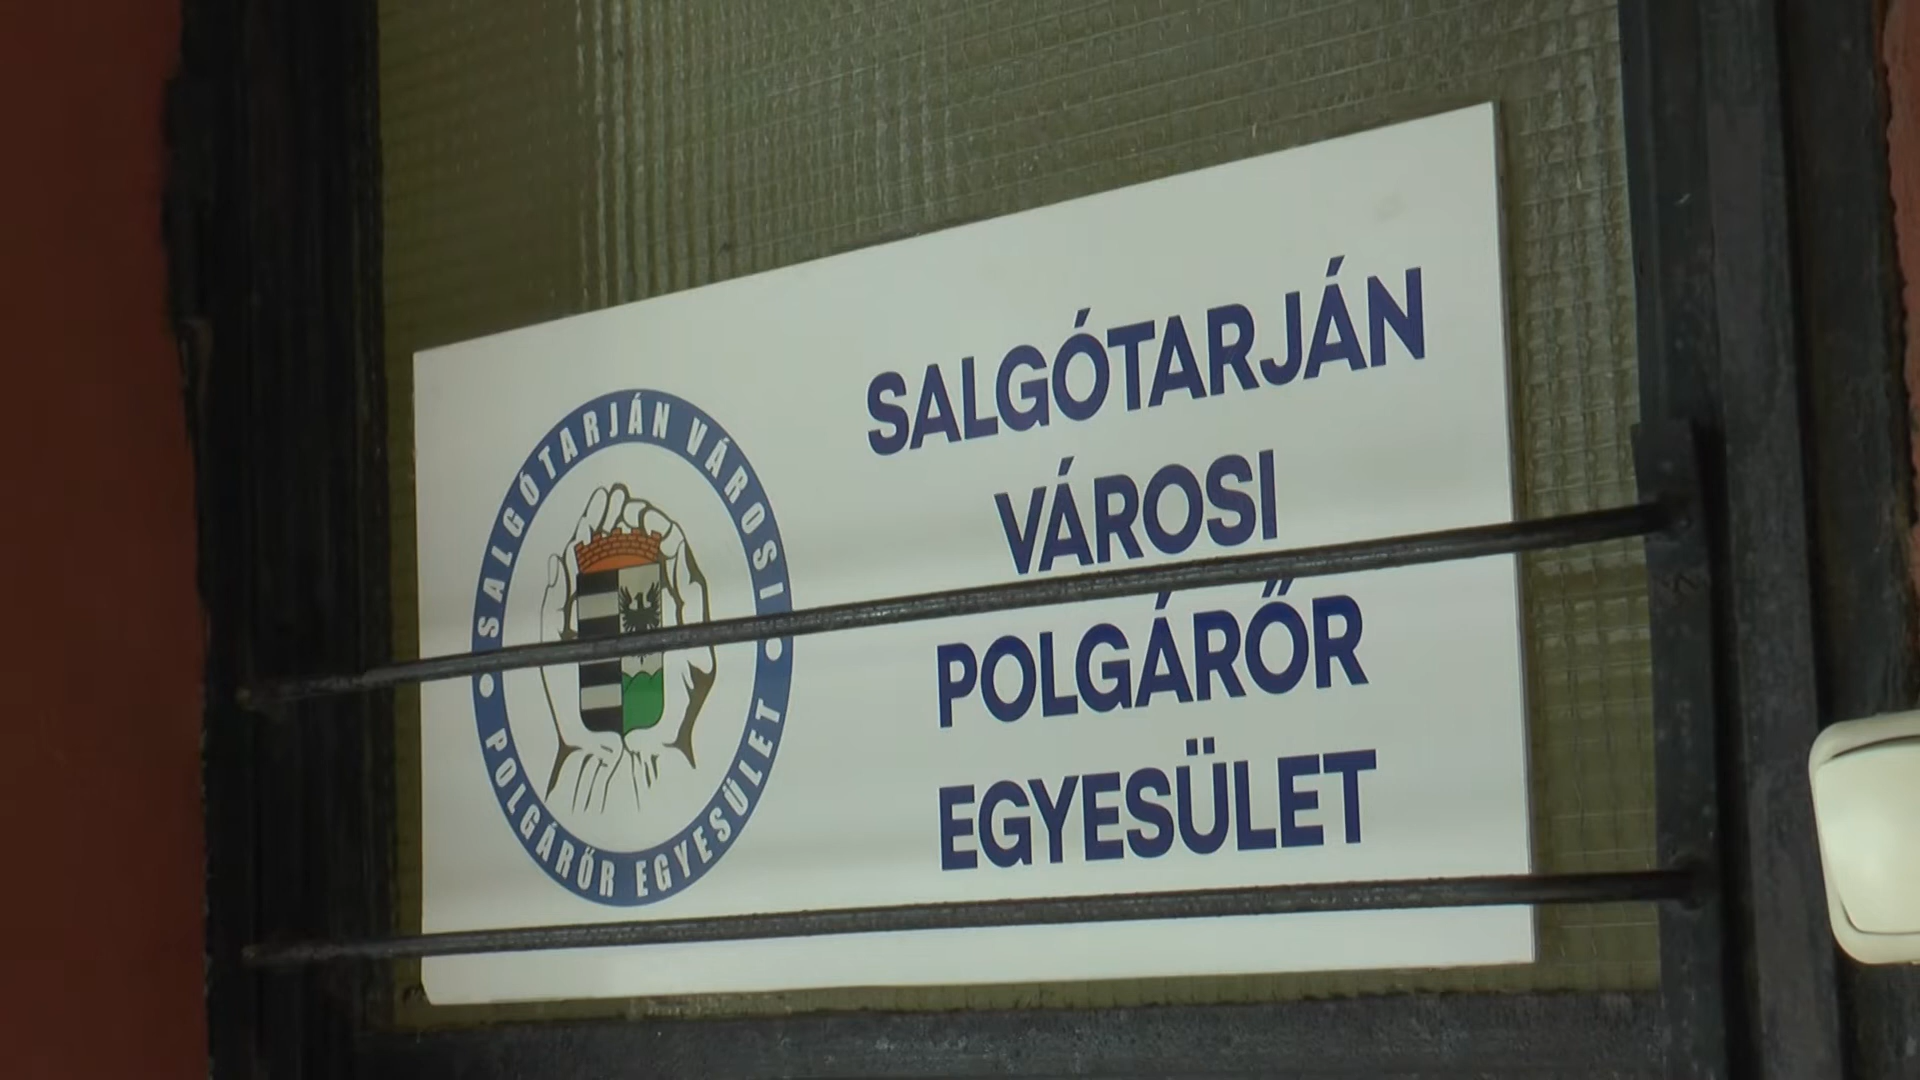 SALGÓTARJÁN VÁROSI
POLGÁRŐR EGYESÜLET
SALGÓTARJÁN
VÁROSI
POLGÁRŐR
EGYESÜLET